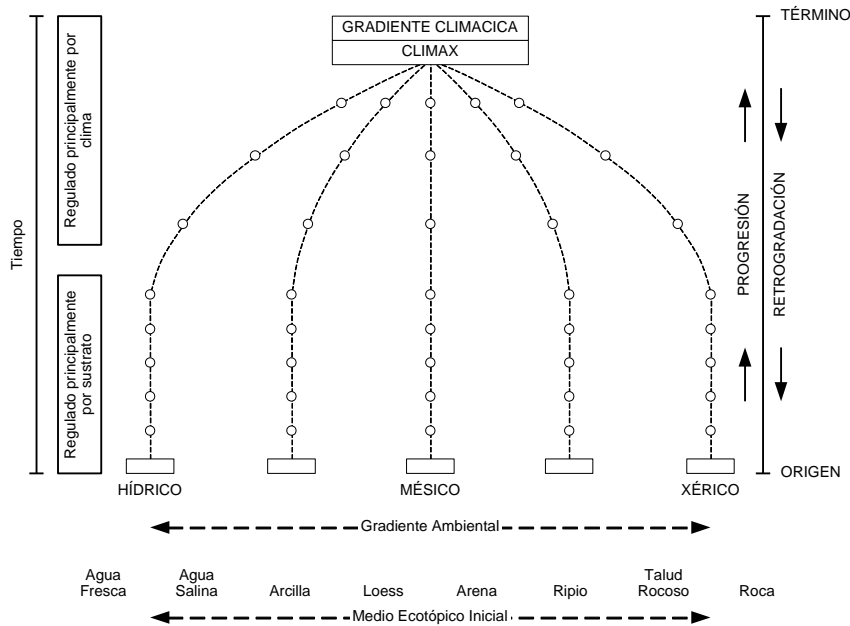 GRADIENTE CLIMACICA
CLIMAX
TÉRMINO
Tiempo
Regulado principalmente por
clima
Regulado principalmente
por sustrato
PROGRESIÓN
RETROGRADACIÓN
ORIGEN
HÍDRICO
MÉSICO
XÉRICO
Gradiente Ambiental
Agua
Fresca
Agua
Salina
Arcilla
Loess
Arena
Ripio
Talud
Rocoso
Roca
Medio Ecotópico Inicial